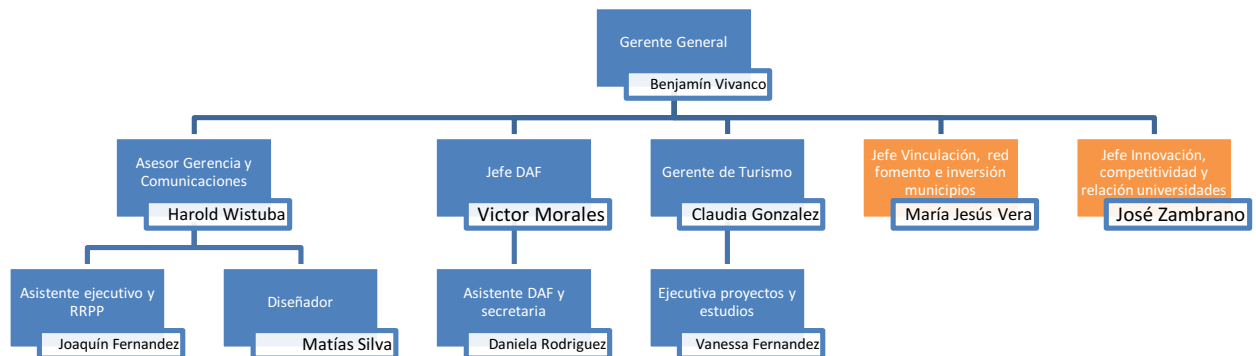 Gerente General
Benjamín Vivanco
Asesor Gerencia y
Comunicaciones
Harold Wistuba
Jefe DAF
Victor Morales
Gerente de Turismo
Claudia Gonzalez
Jefe Vinculación, red
fomento e inversión
municipios
María Jesús Vera
Jefe Innovación,
competitividad y
relación universidades
José Zambrano
Asistente ejecutivo y
RRPP
Joaquín Fernandez
Diseñador
Matías Silva
Asistente DAF y
secretaria
Daniela Rodriguez
Ejecutiva proyectos y
estudios
Vanessa Fernandez